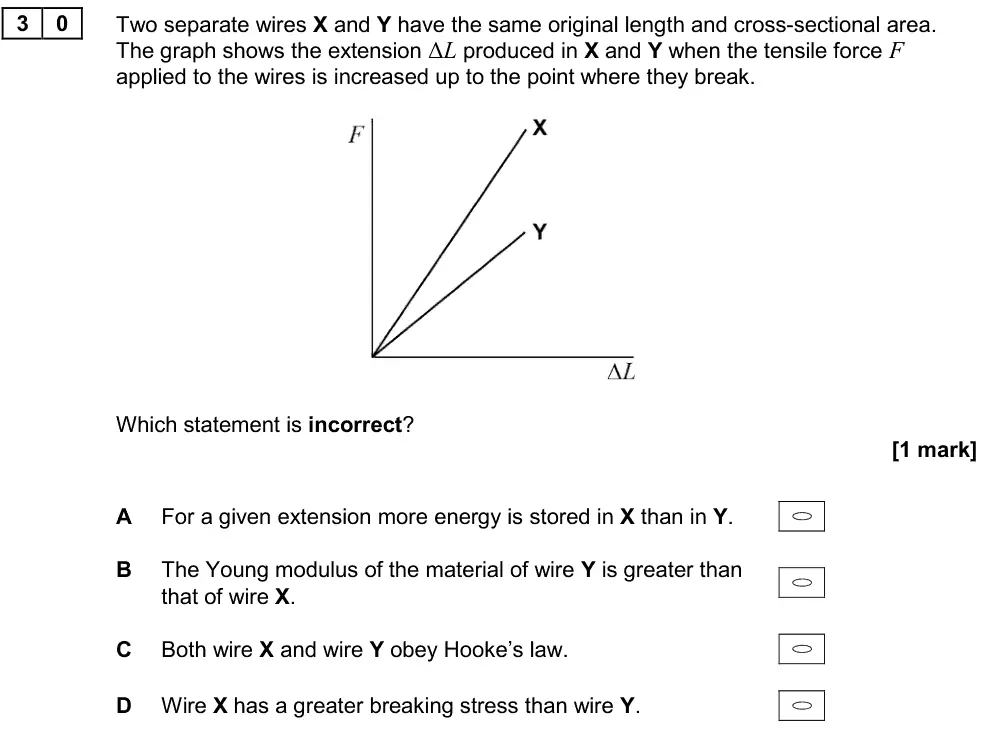 3 0 Two separate wires X and Y have the same original length and cross-sectional area.
The graph shows the extension ΔL produced in X and Y when the tensile force F
applied to the wires is increased up to the point where they break.
F
X
Y
ΔL
Which statement is incorrect?
[1 mark]
A For a given extension more energy is stored in X than in Y.
B The Young modulus of the material of wire Y is greater than
that of wire X.
C Both wire X and wire Y obey Hooke’s law.
D Wire X has a greater breaking stress than wire Y.